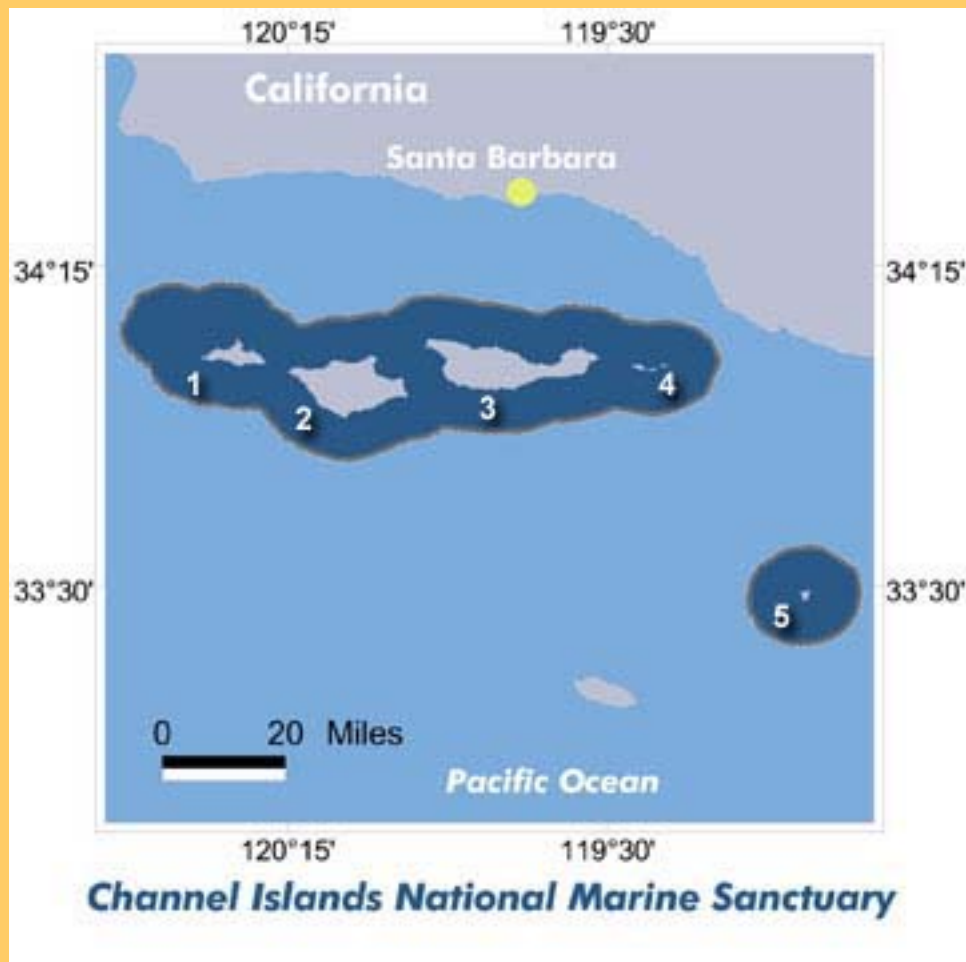 120°15' 119°30'
California
Santa Barbara
34°15' 34°15'
1
2
3
4
33°30' 33°30'
5
0 20 Miles
Pacific Ocean
120°15' 119°30'
Channel Islands National Marine Sanctuary